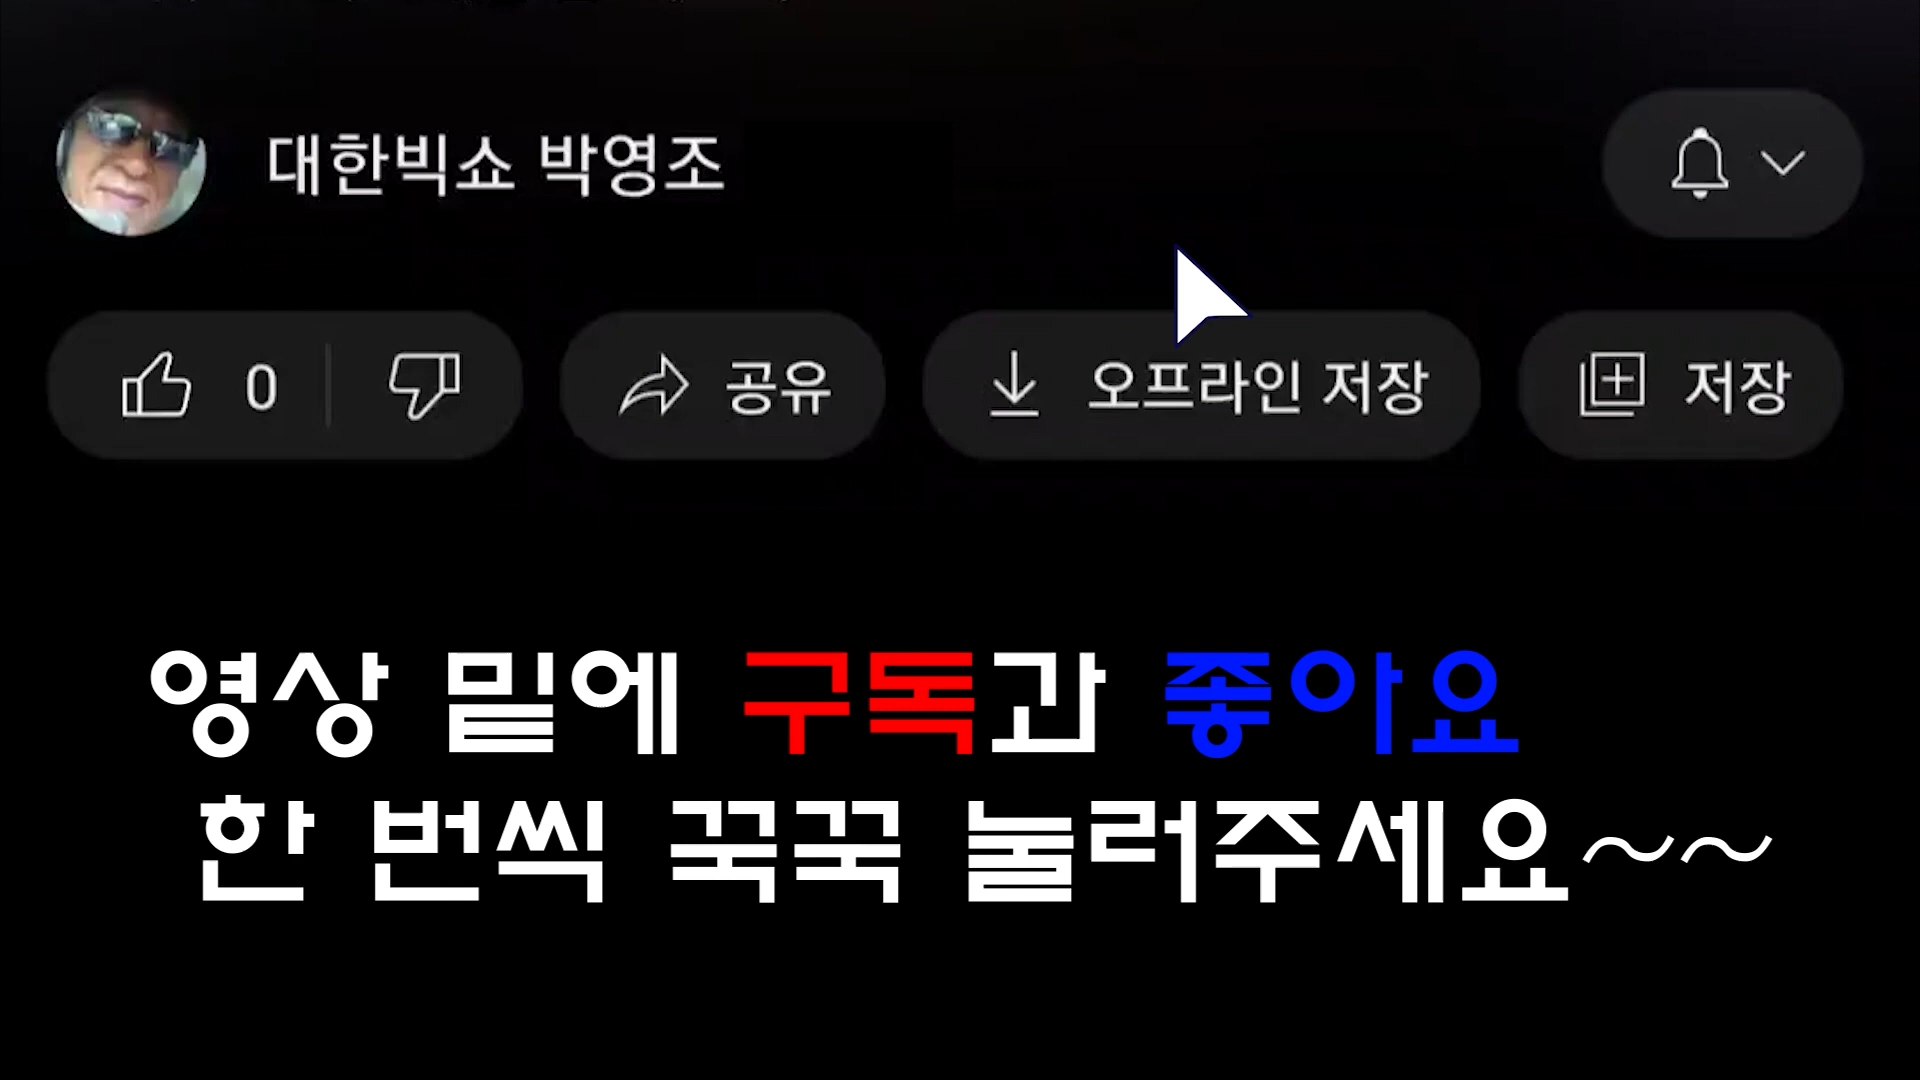 대한빅쇼 박영조
0 공유 오프라인 저장 저장
영상 밑에 구독과 좋아요
한 번씩 꾹꾹 눌러주세요~~